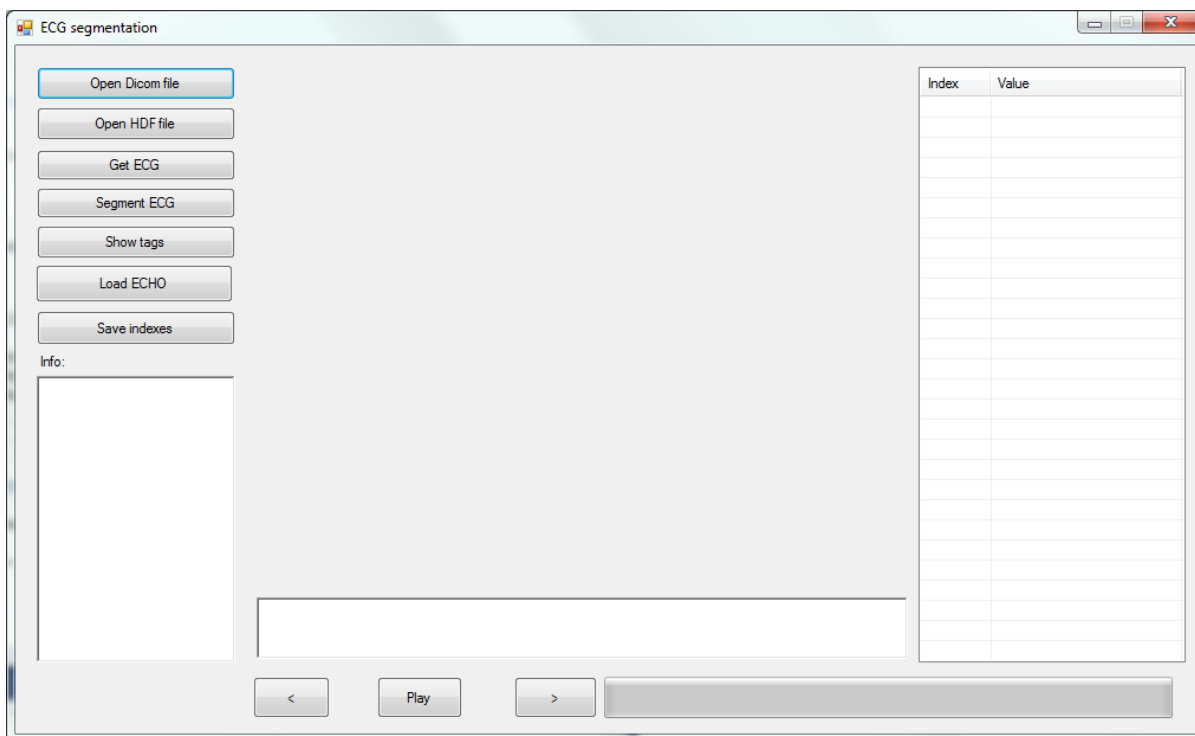 ECG segmentation
Open Dicom file
Open HDF file
Get ECG
Segment ECG
Show tags
Load ECHO
Save indexes
Info:
Index Value
< Play >